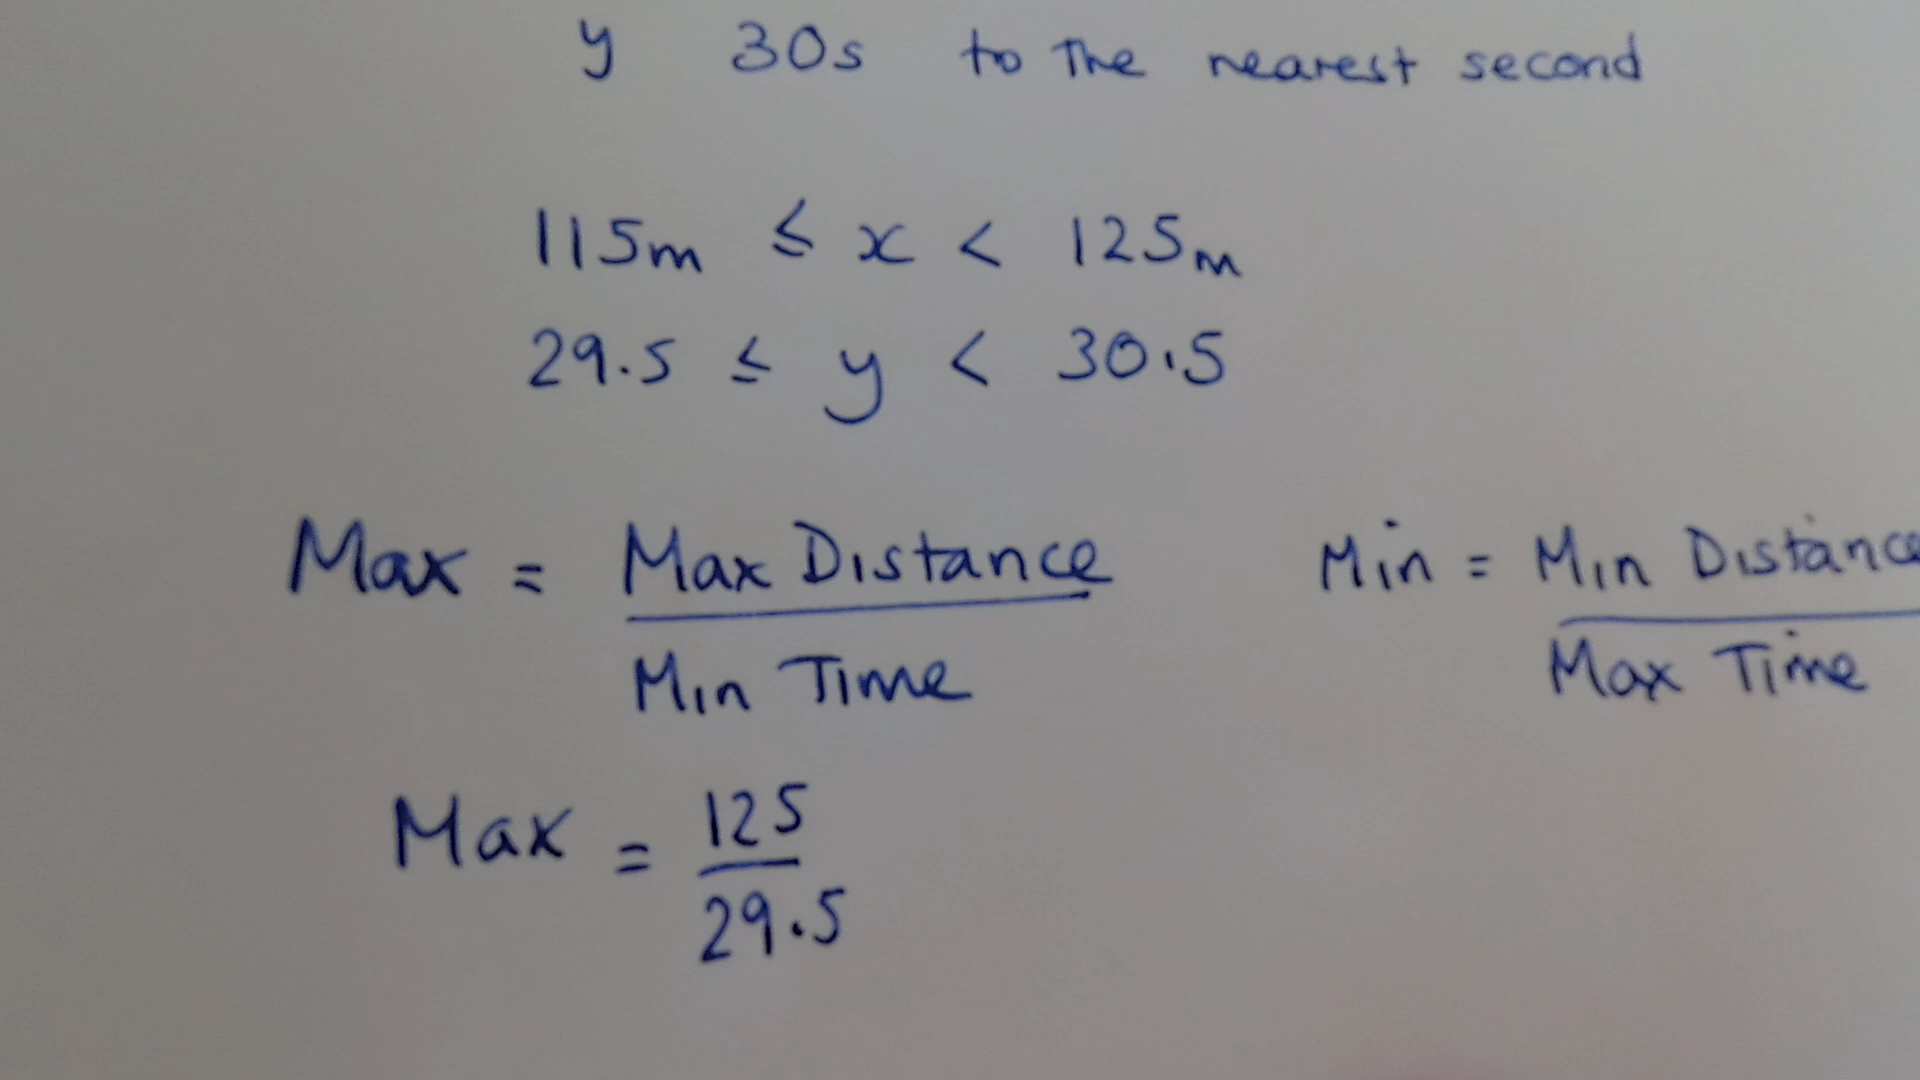 y 30s to the nearest second
115m ≤ x < 125m
29.5 ≤ y < 30.5
Max = Max Distance
Min Time
Min = Min Distance
Max Time
Max = 125
29.5